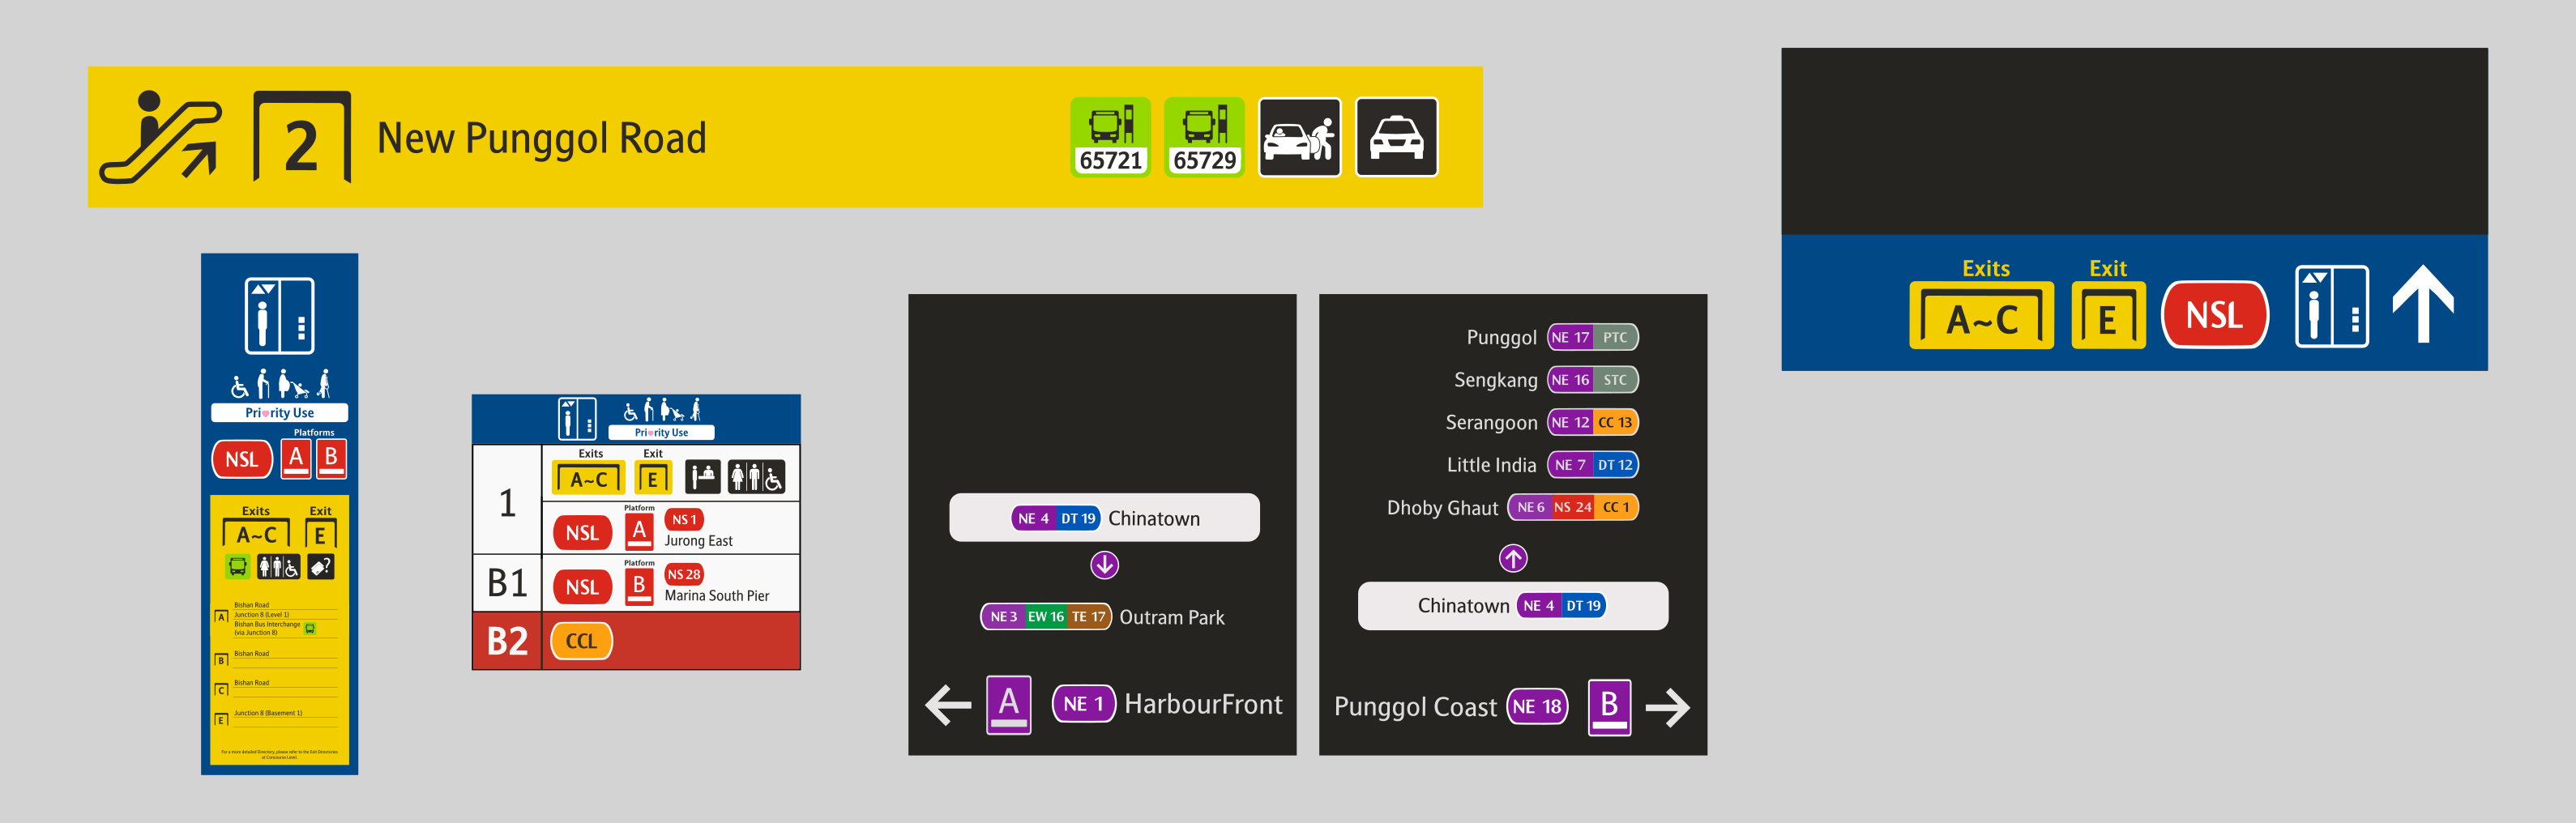 2 New Punggol Road 65721 65729
Exits Exit
A~C E NSL
Priority Use
Platforms
NSL A B
Exits Exit
A~C E
?
A Bishan Road
Junction 8 (Level 1)
Bishan Bus Interchange
(via Junction 8)
B Bishan Road
C Bishan Road
E Junction 8 (Basement 1)
For a more detailed Directory, please refer to the Exit Directories
at Concourse Level
Priority Use
1
Exits Exit
A~C E
Platform
NSL A NS 1
Jurong East
B1
Platform
NSL B NS 28
Marina South Pier
B2 CCL
NE 4 DT 19 Chinatown
NE 3 EW 16 TE 17 Outram Park
A NE 1 HarbourFront
Punggol NE 17 PTC
Sengkang NE 16 STC
Serangoon NE 12 CC 13
Little India NE 7 DT 12
Dhoby Ghaut NE 6 NS 24 CC 1
Chinatown NE 4 DT 19
Punggol Coast NE 18 B